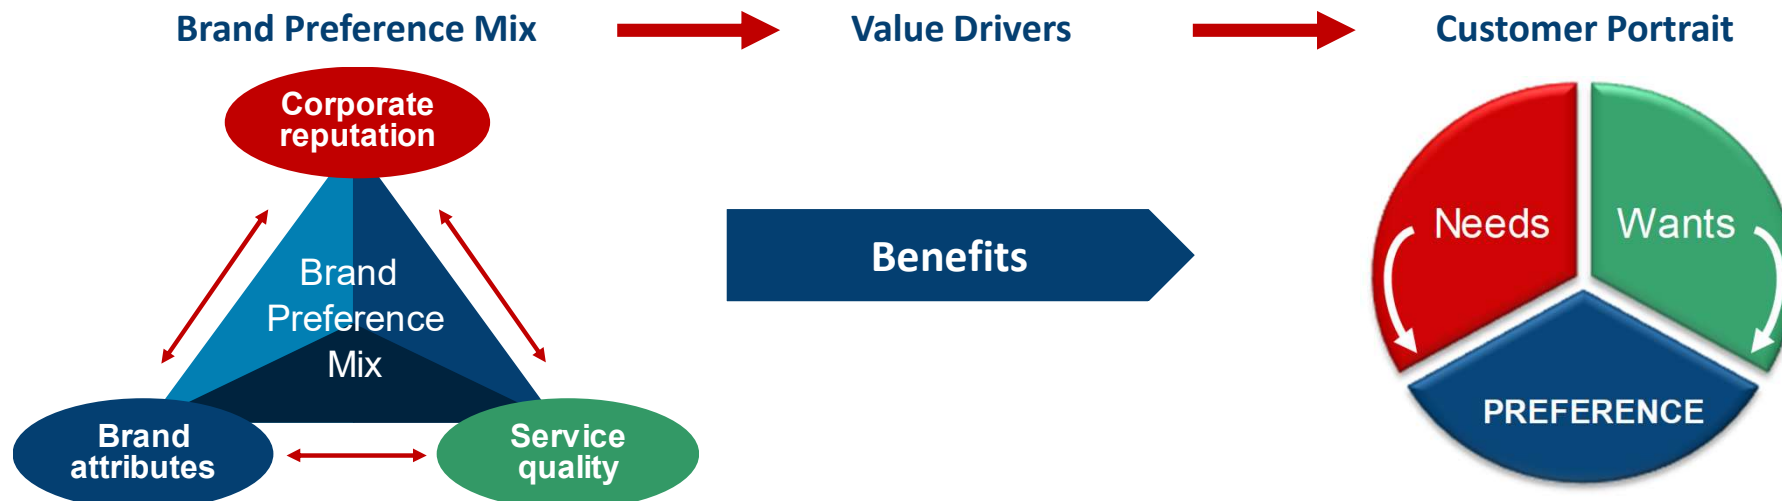 Brand Preference Mix
Value Drivers
Customer Portrait
Corporate
reputation
Brand
Preference
Mix
Brand
attributes
Service
quality
Benefits
Needs
Wants
PREFERENCE